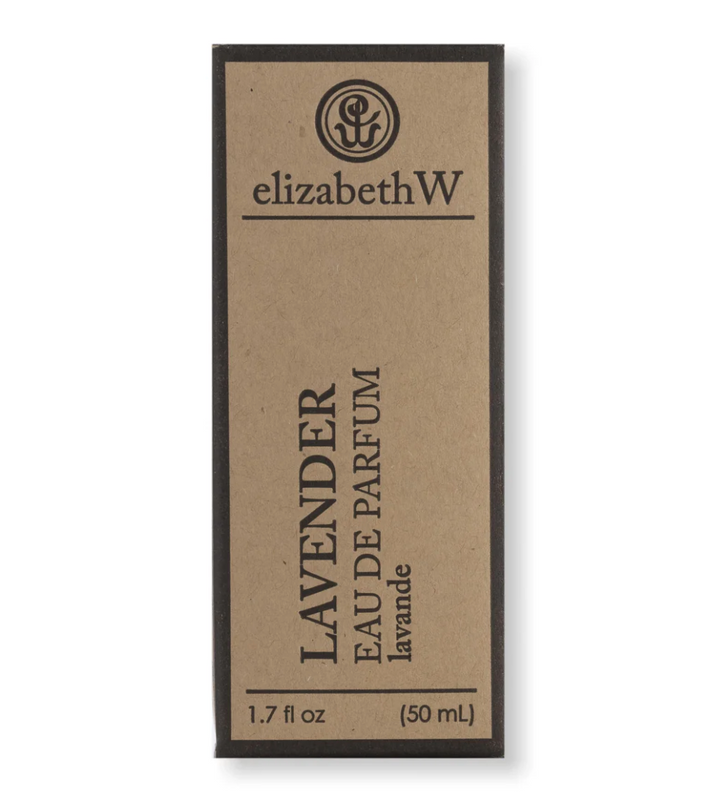 elizabethW
LAVENDER
EAU DE PARFUM
lavande
1.7 fl oz (50 mL)